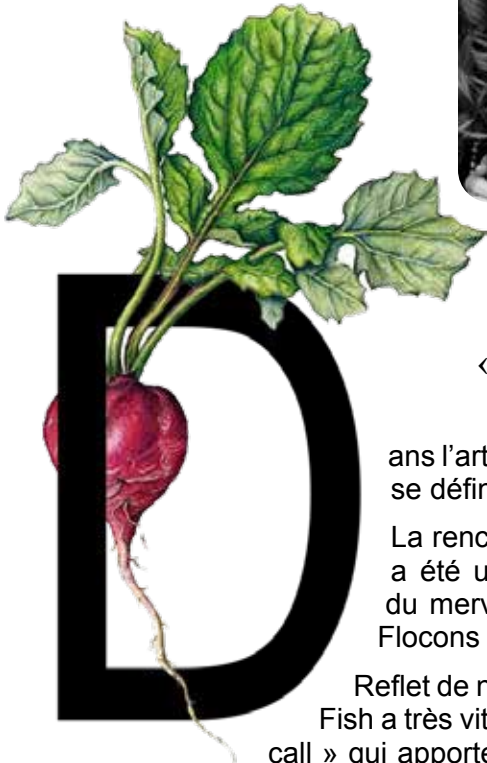 «
D
ans l’art
se défin
La renc
a été u
du merv
Flocons
Reflet de n
Fish a très vit
call » qui apporte